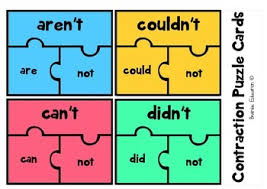 aren't
are not
couldn't
could not
can't
can not
didn't
did not
Contraction Puzzle Cards